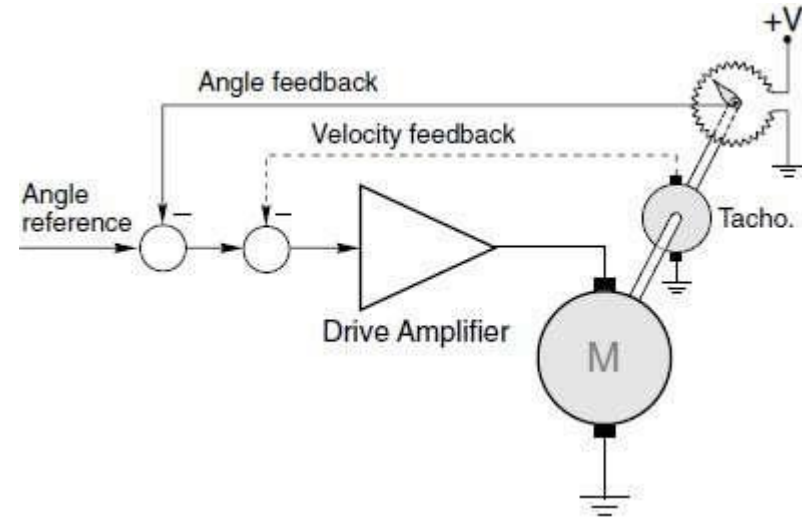 +V
Angle feedback
Velocity feedback
Angle
reference
–
–
Tacho.
Drive Amplifier
M